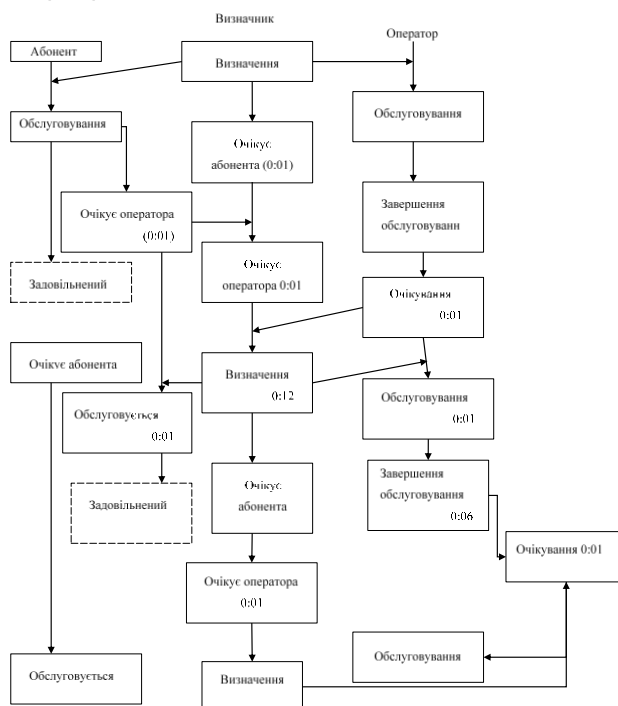 Визначник
Оператор
Абонент
Визначення
Обслуговування
Обслуговування
Очікує
абонента (0:01)
Очікує оператора
(0:01)
Завершення
обслуговуванн
Очікує
оператора 0:01
Задовільнений
Очікування
0:01
Очікує абонента
Визначення
0:12
Обслуговується
0:01
Обслуговування
0:01
Задовільнений
Очікує
абонента
Завершення
обслуговування
0:06
Очікування 0:01
Очікує оператора
0:01
Обслуговування
Обслуговується
Визначення